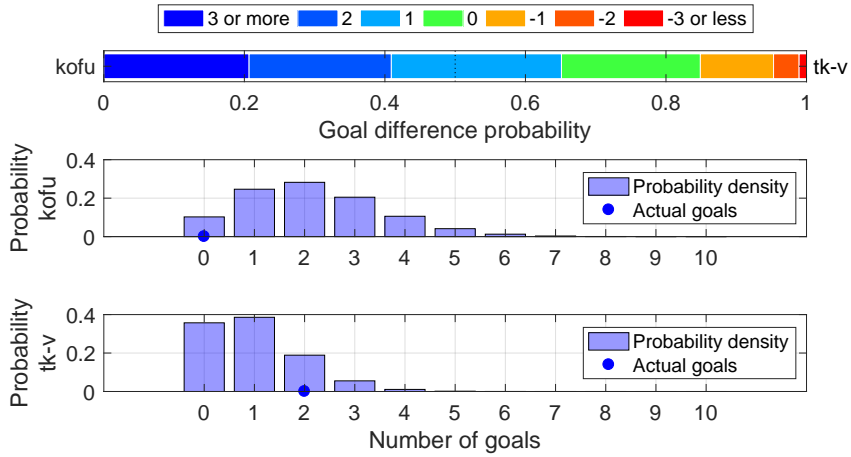 3 or more 2 1 0 -1 -2 -3 or less
kofu tk-v
0 0.2 0.4 0.6 0.8 1
Goal difference probability
Probability
kofu
0.4
0.2
0
Probability density
Actual goals
0 1 2 3 4 5 6 7 8 9 10
Probability
tk-v
0.4
0.2
0
Probability density
Actual goals
0 1 2 3 4 5 6 7 8 9 10
Number of goals